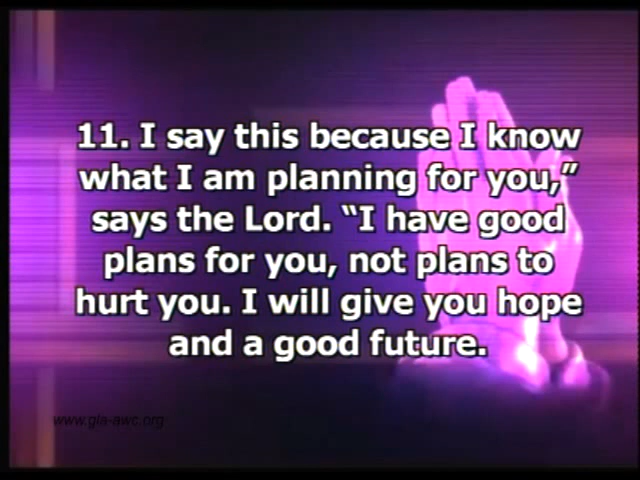 11. I say this because I know
what I am planning for you,”
says the Lord. “I have good
plans for you, not plans to
hurt you. I will give you hope
and a good future.
www.gla-awc.org